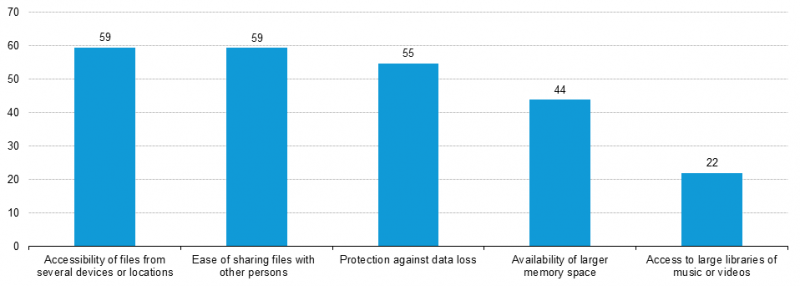 70
60
50
40
30
20
10
0
59
59
55
44
22
Accessibility of files from
several devices or locations
Ease of sharing files with
other persons
Protection against data loss
Availability of larger
memory space
Access to large libraries of
music or videos